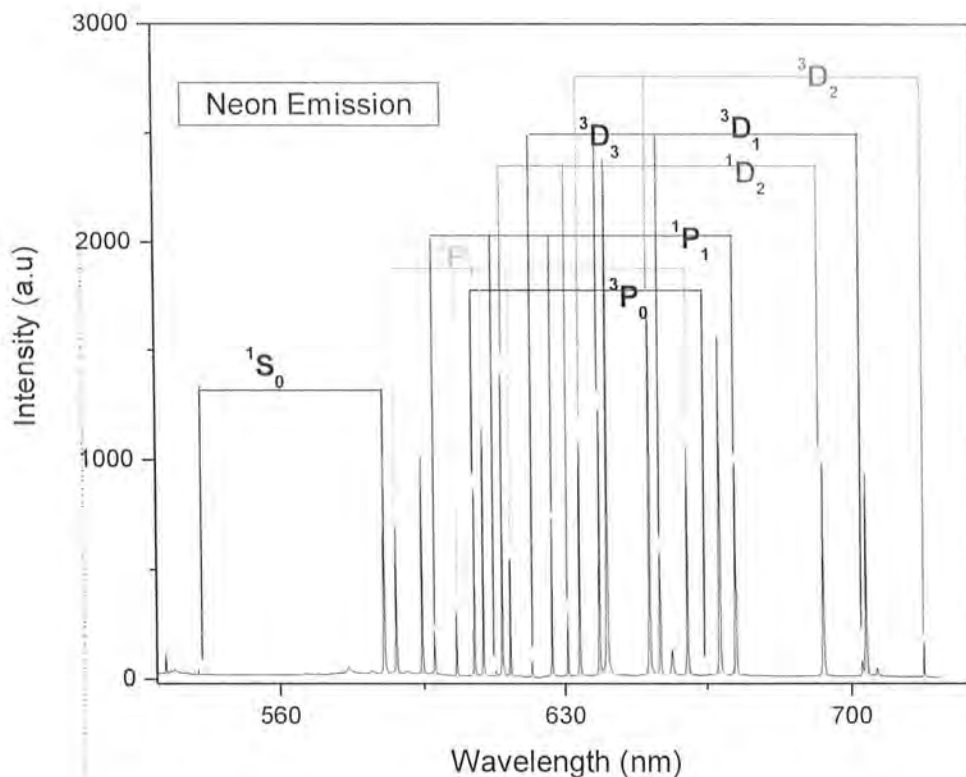 3000
³D₂
Neon Emission
³D₃
³D₁
¹D₂
2000
¹P₁
³P₀
¹S₀
1000
0
560
630
700
Intensity (a.u)
Wavelength (nm)